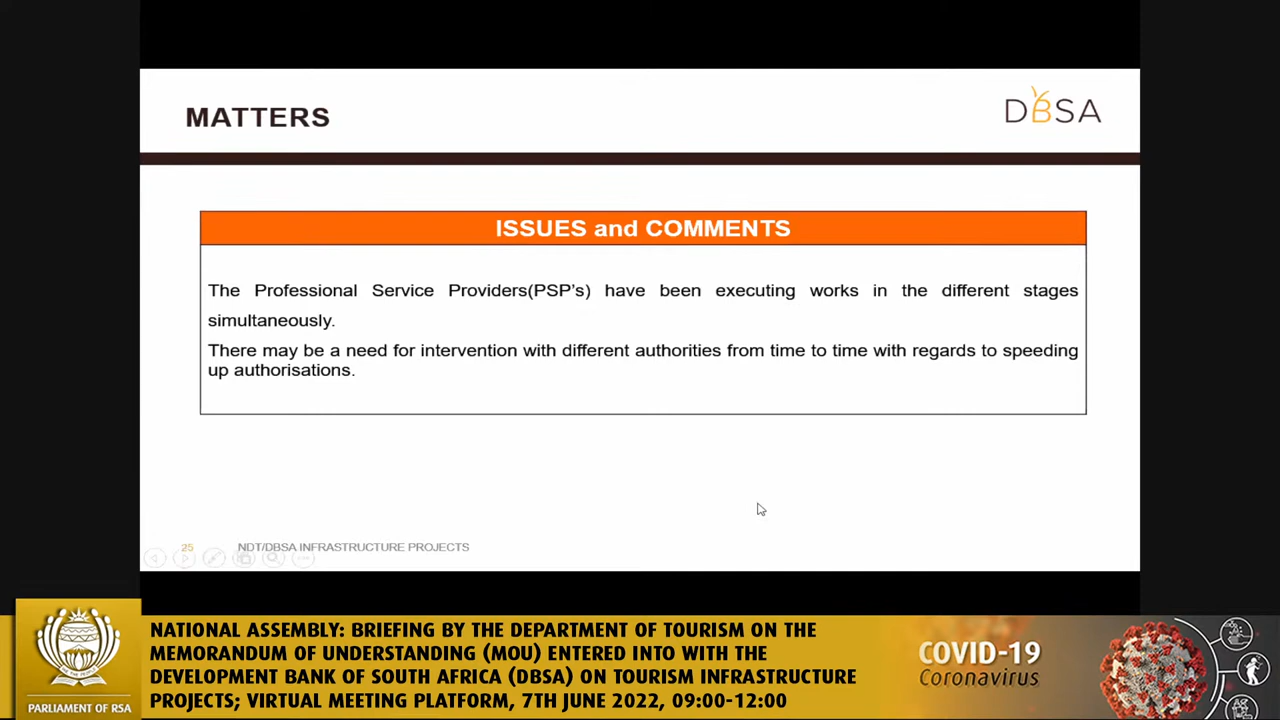 MATTERS
DBSA
ISSUES and COMMENTS
The Professional Service Providers(PSP's) have been executing works in the different stages
simultaneously.
There may be a need for intervention with different authorities from time to time with regards to speeding
up authorisations.
25 NDT/DBSA INFRASTRUCTURE PROJECTS
PARLIAMENT OF RSA
NATIONAL ASSEMBLY: BRIEFING BY THE DEPARTMENT OF TOURISM ON THE
MEMORANDUM OF UNDERSTANDING (MOU) ENTERED INTO WITH THE
DEVELOPMENT BANK OF SOUTH AFRICA (DBSA) ON TOURISM INFRASTRUCTURE
PROJECTS; VIRTUAL MEETING PLATFORM, 7TH JUNE 2022, 09:00-12:00
COVID-19
Coronavirus